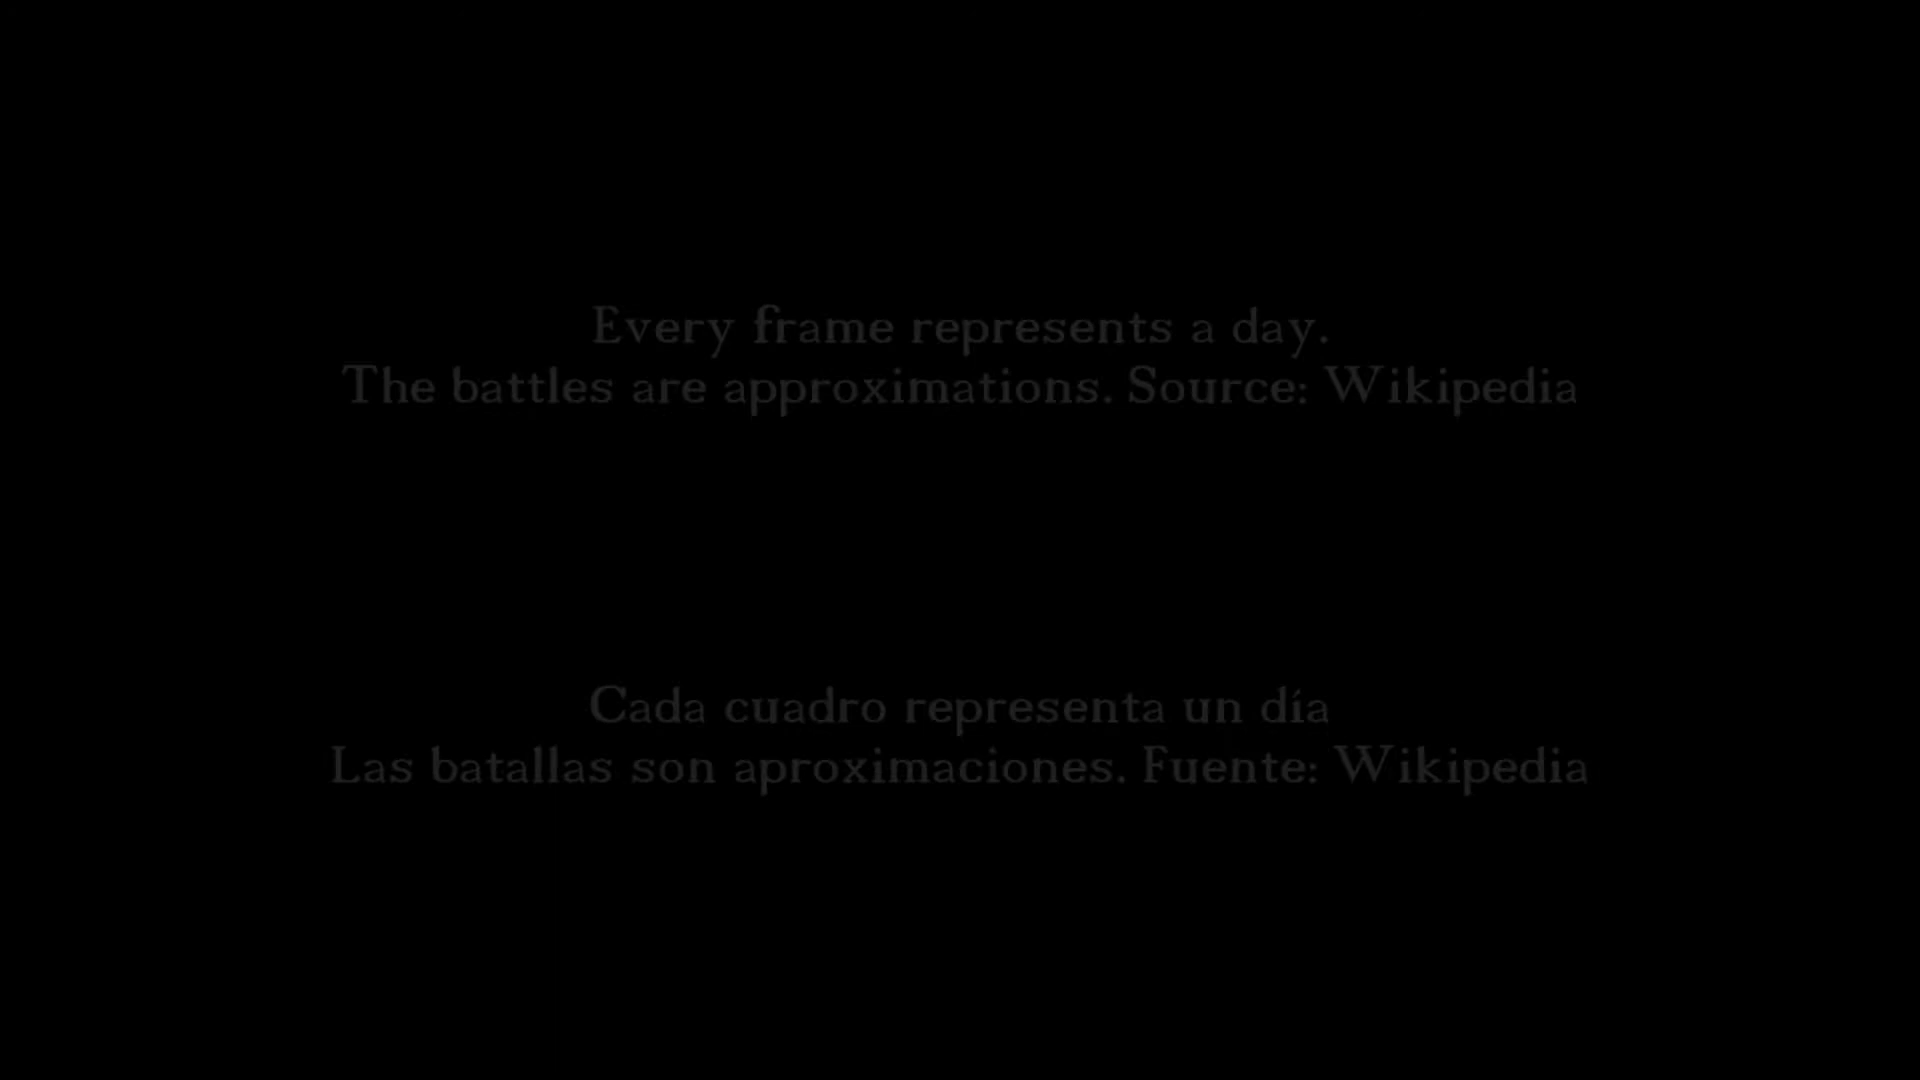 Every frame represents a day.
The battles are approximations. Source: Wikipedia
Cada cuadro representa un día
Las batallas son aproximaciones. Fuente: Wikipedia